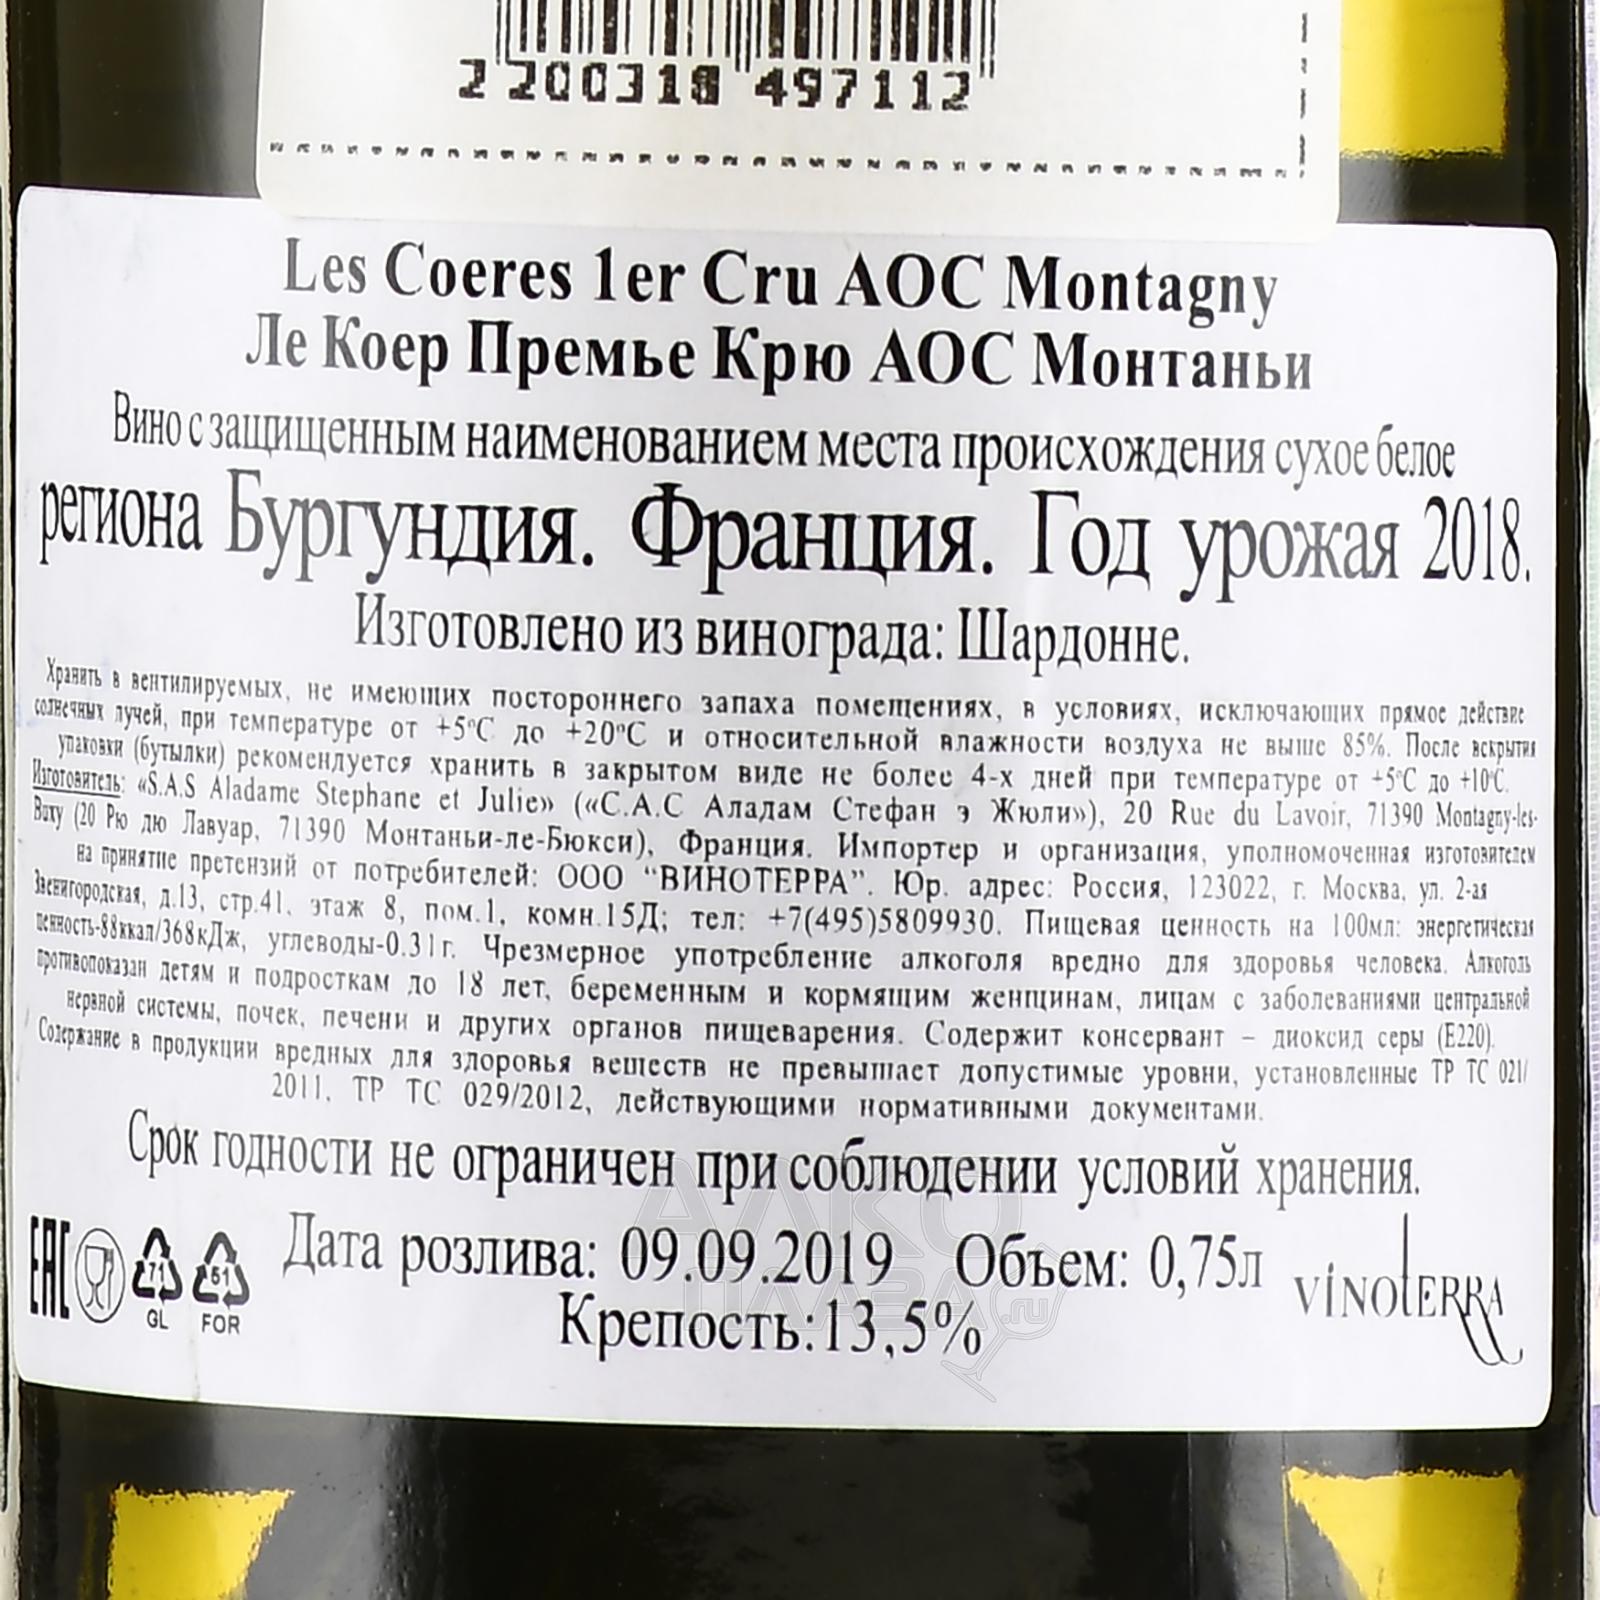 2 200318 497112
Les Coeres 1er Cru AOC Montagny
Ле Коер Премье Крю АОС Монтаньи
Вино с защищенным наименованием места происхождения сухое белое
региона Бургундия. Франция. Год урожая 2018.
Изготовлено из винограда: Шардонне.
Хранить в вентилируемых, не имеющих постороннего запаха помещениях, в условиях, исключающих прямое действие
солнечных лучей, при температуре от +5°С до +20°С и относительной влажности воздуха не выше 85%. После вскрытия
упаковки (бутылки) рекомендуется хранить в закрытом виде не более 4-х дней при температуре от +5°С до +10°С.
Изготовитель: «S.A.S Aladame Stephane et Julie» («С.А.С Аладам Стефан э Жюли»), 20 Rue du Lavoir, 71390 Montagny-les-
Buxy (20 Рю дю Лавуар, 71390 Монтаньи-ле-Бюкси), Франция. Импортер и организация, уполномоченная изготовителем
на принятие претензий от потребителей: ООО "ВИНОТЕРРА". Юр. адрес: Россия, 123022, г. Москва, ул. 2-ая
Звенигородская, д.13, стр.41, этаж 8, пом.1, комн.15Д; тел: +7(495)5809930. Пищевая ценность на 100мл: энергетическая
ценность-88ккал/368кДж, углеводы-0.31г. Чрезмерное употребление алкоголя вредно для здоровья человека. Алкоголь
противопоказан детям и подросткам до 18 лет, беременным и кормящим женщинам, лицам с заболеваниями центральной
нервной системы, почек, печени и других органов пищеварения. Содержит консервант – диоксид серы (Е220).
Содержание в продукции вредных для здоровья веществ не превышает допустимые уровни, установленные ТР ТС 021/
2011, ТР ТС 029/2012, действующими нормативными документами.
Срок годности не ограничен при соблюдении условий хранения.
EAC 71 GL 61 FOR Дата розлива: 09.09.2019 Объем: 0,75л VINOTERRA
Крепость:13,5%
АЛКО
ПЛАЗА.ru